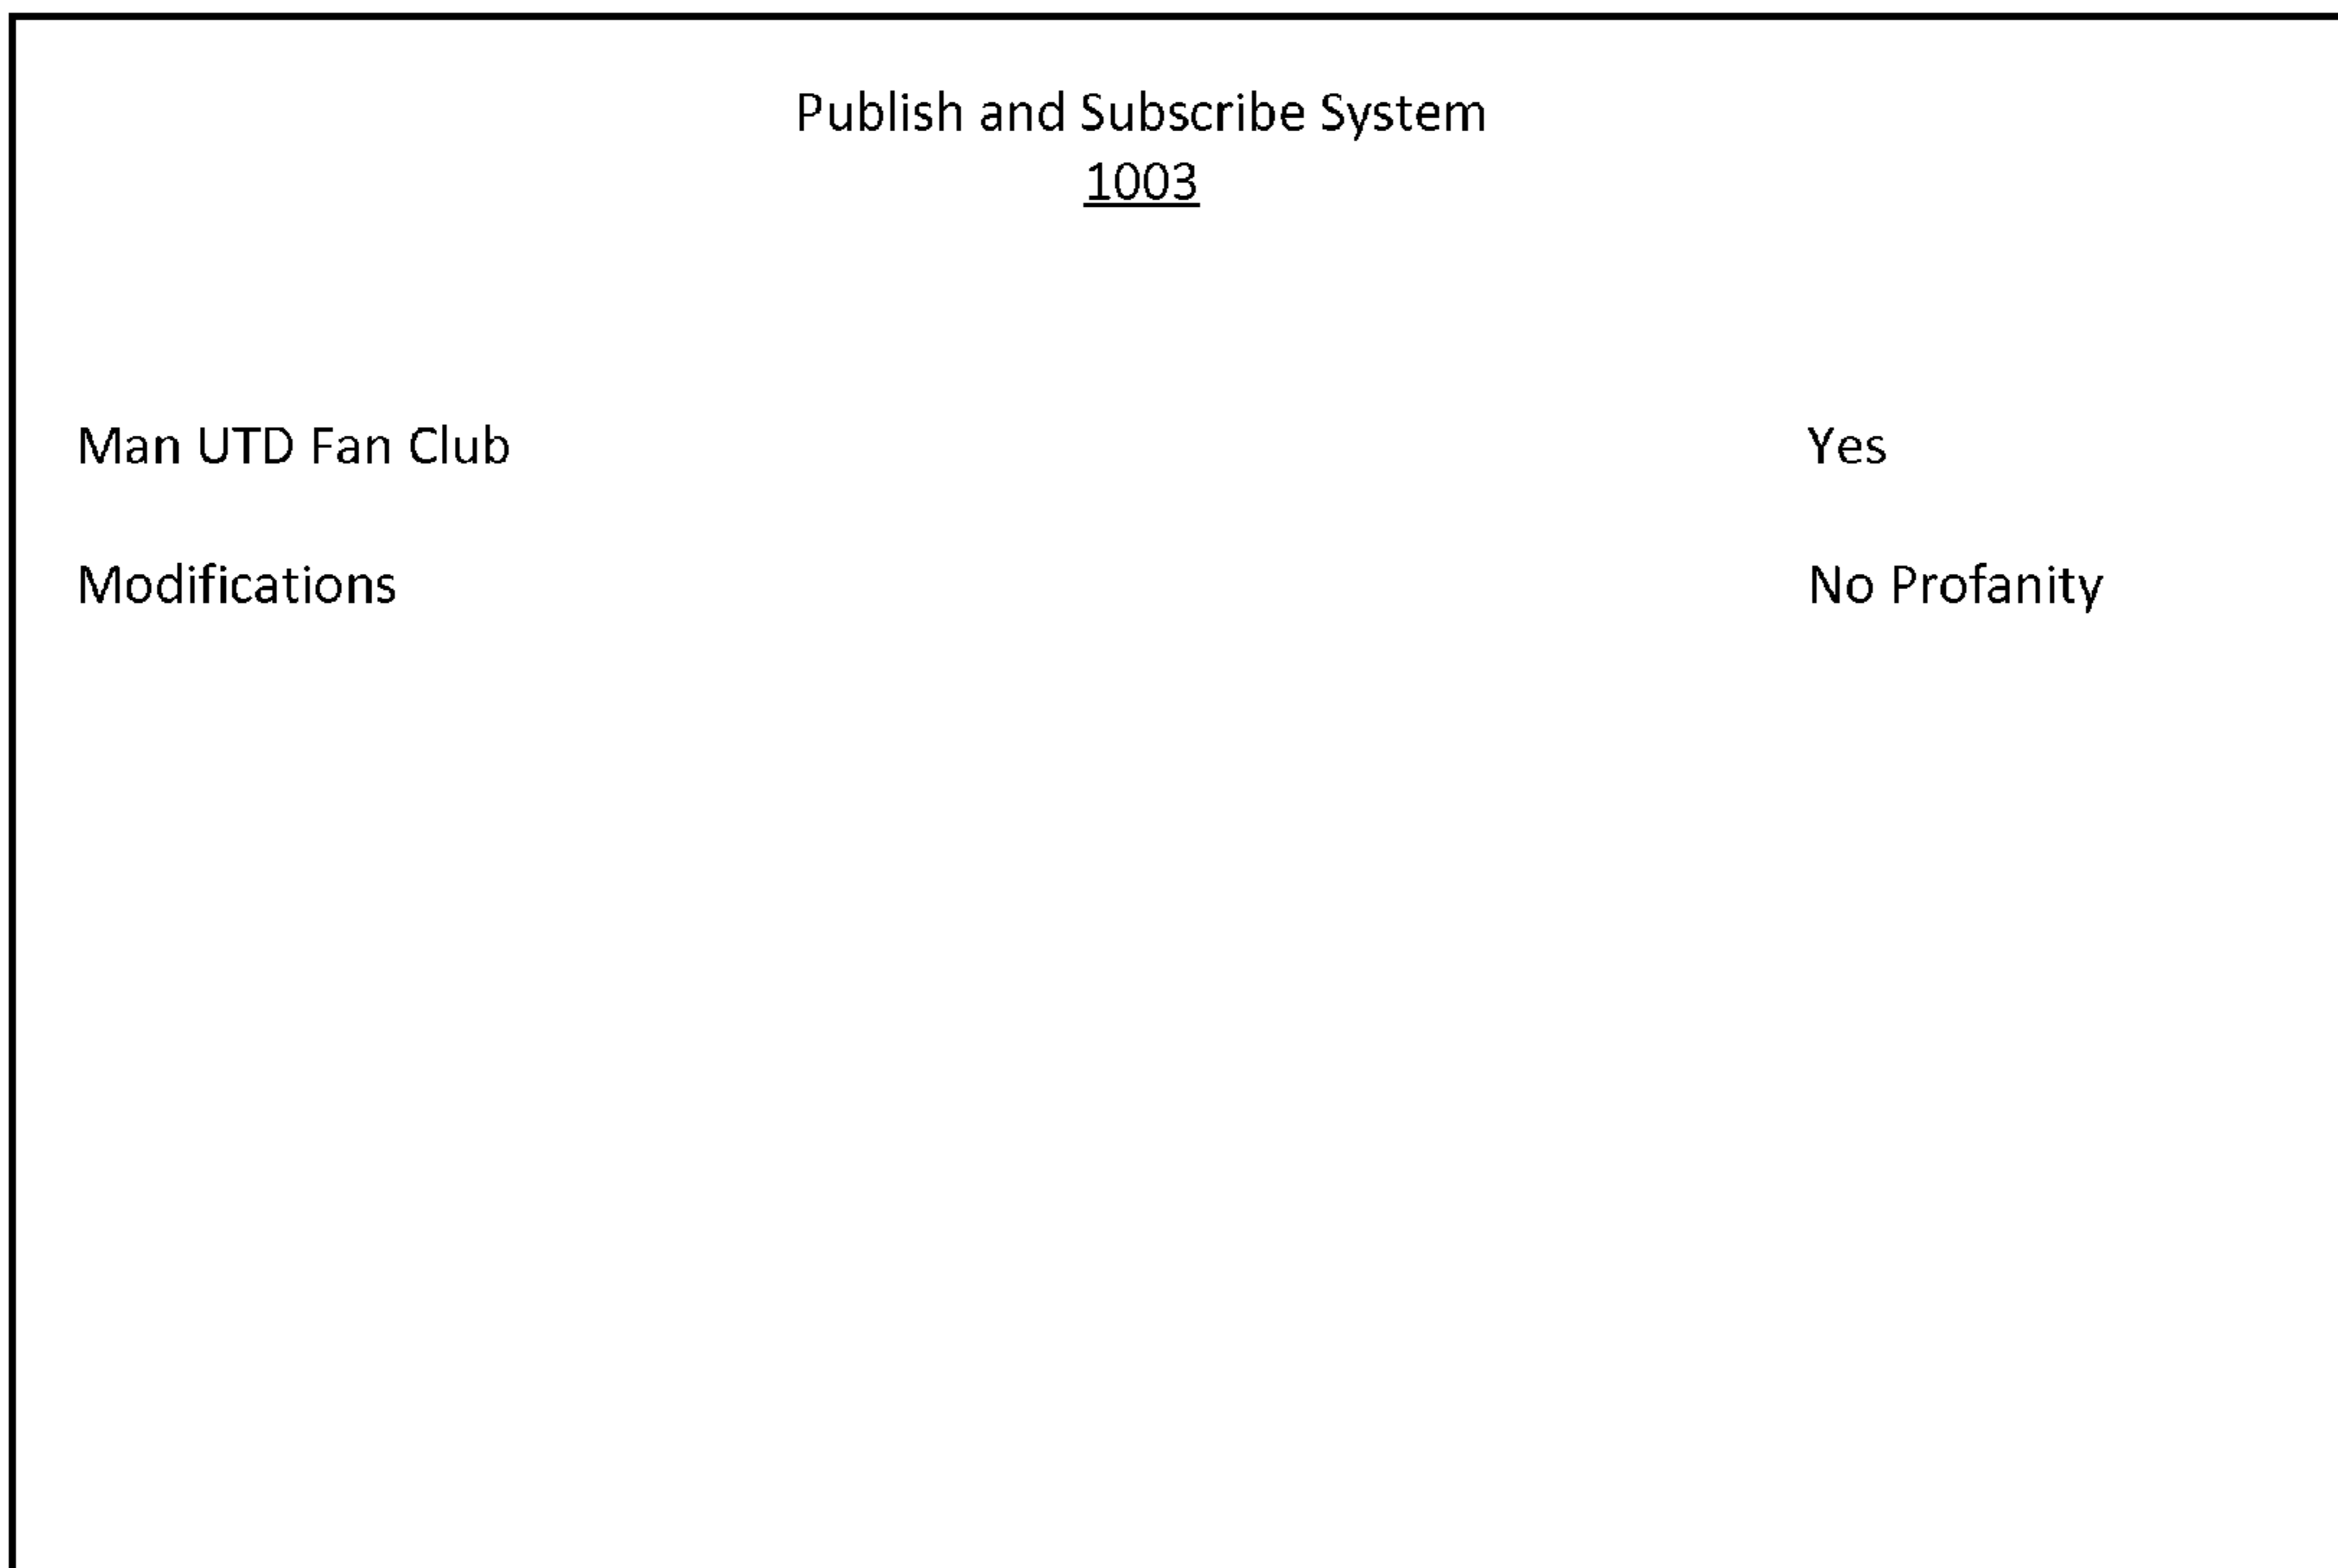 Publish and Subscribe System
1003
Man UTD Fan Club Yes
Modifications No Profanity